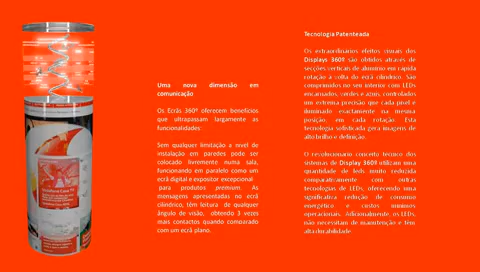 Uma nova dimensão em
comunicação
Os Ecrãs 360º oferecem benefícios
que ultrapassam largamente as
funcionalidades:
Sem qualquer limitação a nível de
instalação em paredes pode ser
colocado livremente numa sala,
funcionando em paralelo como um
ecrã digital e expositor excepcional
para produtos premium. As
mensagens apresentadas no ecrã
cilíndrico, têm leitura de qualquer
ângulo de visão, obtendo 3 vezes
mais contactos quando comparado
com um ecrã plano.
Tecnologia Patenteada
Os extraordinários efeitos visuais dos
Displays 360º são obtidos através de
secções verticais de alumínio em rápida
rotação à volta do ecrã cilíndrico. São
comprimidos no seu interior com LEDs
encarnados, verdes e azuis, controlados
um extrema precisão que cada pixel é
iluminado exactamente na mesma
posição, em cada rotação. Esta
tecnologia sofisticada gera imagens de
alto brilho e definição.
O revolucionário conceito técnico dos
sistemas de Display 360º utilizam uma
quantidade de leds muito reduzida
comparativamente com outras
tecnologias de LEDs, oferecendo uma
significativa redução de consumo
energético e custos mínimos
operacionais. Adicionalmente, os LEDs,
não necessitam de manutenção e têm
alta durabilidade.